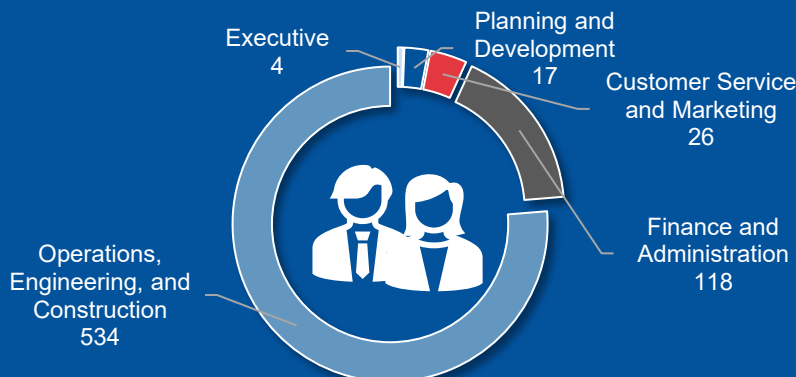 Executive
4
Planning and
Development
17
Customer Service
and Marketing
26
Finance and
Administration
118
Operations,
Engineering, and
Construction
534